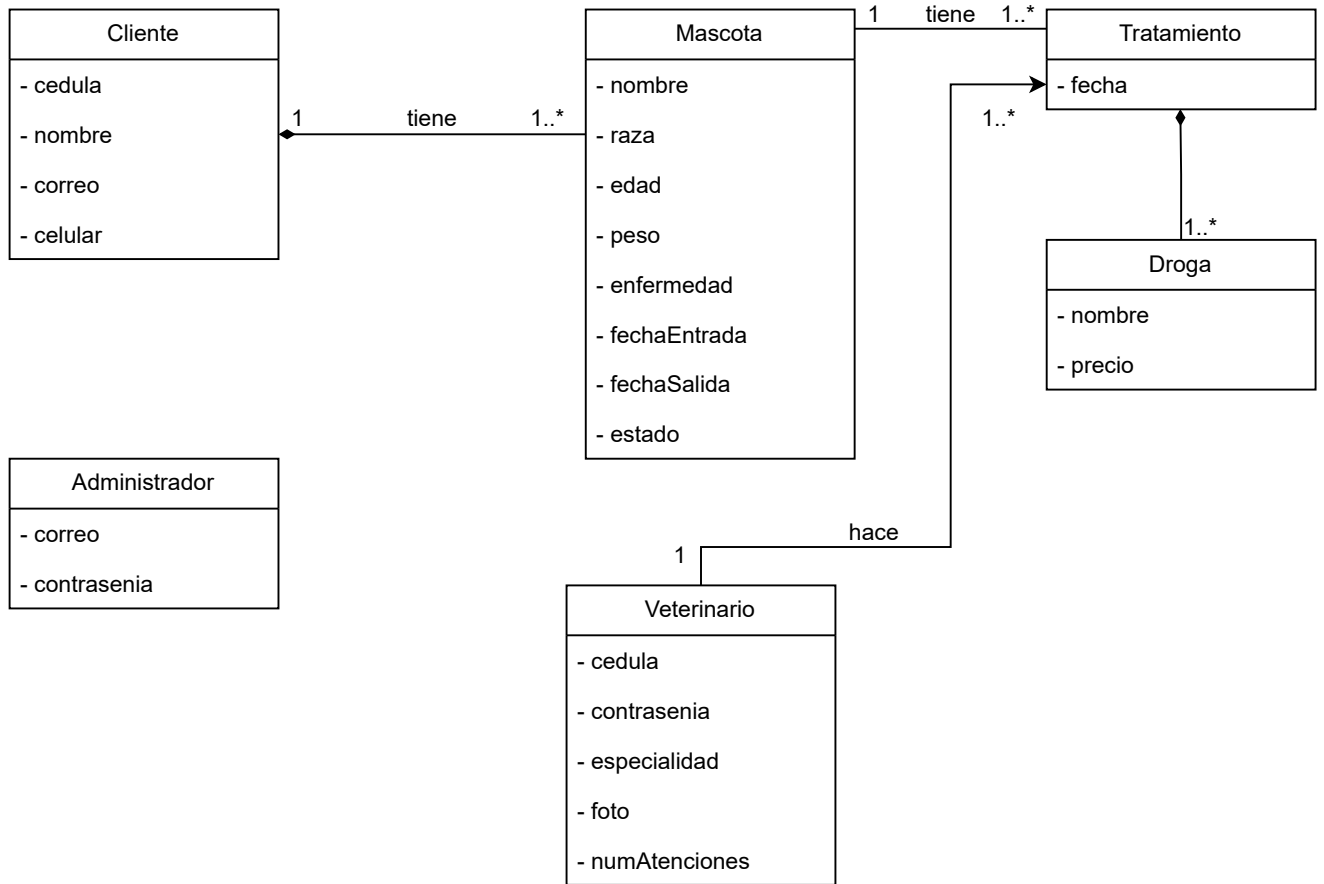 Cliente
- cedula
- nombre
- correo
- celular
1 tiene 1..*
Mascota
- nombre
- raza
- edad
- peso
- enfermedad
- fechaEntrada
- fechaSalida
- estado
1 tiene 1..*
Tratamiento
- fecha
1..*
1..*
Droga
- nombre
- precio
Administrador
- correo
- contrasenia
hace
1
Veterinario
- cedula
- contrasenia
- especialidad
- foto
- numAtenciones